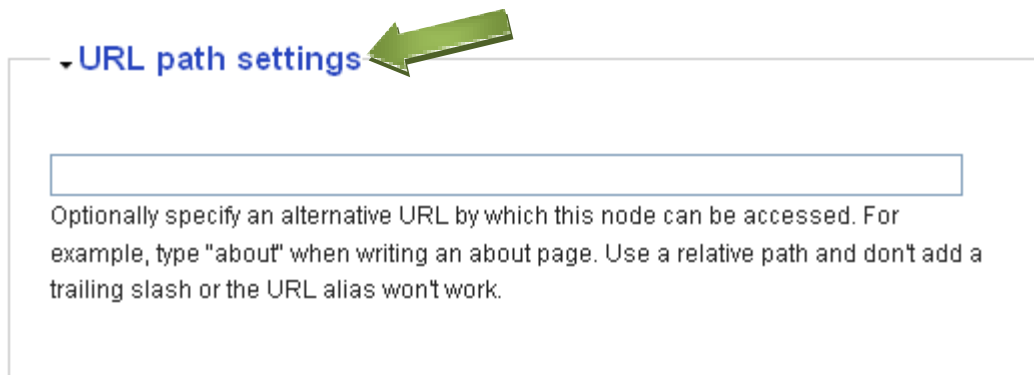 URL path settings
Optionally specify an alternative URL by which this node can be accessed. For
example, type "about" when writing an about page. Use a relative path and don't add a
trailing slash or the URL alias won't work.